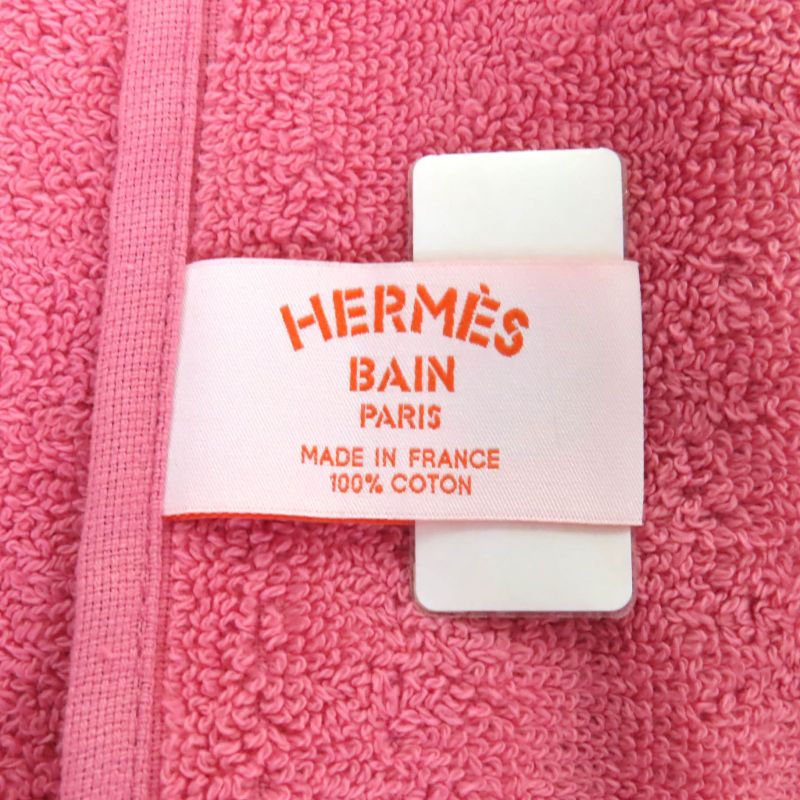 HERMÈS
BAIN
PARIS
MADE IN FRANCE
100% COTON